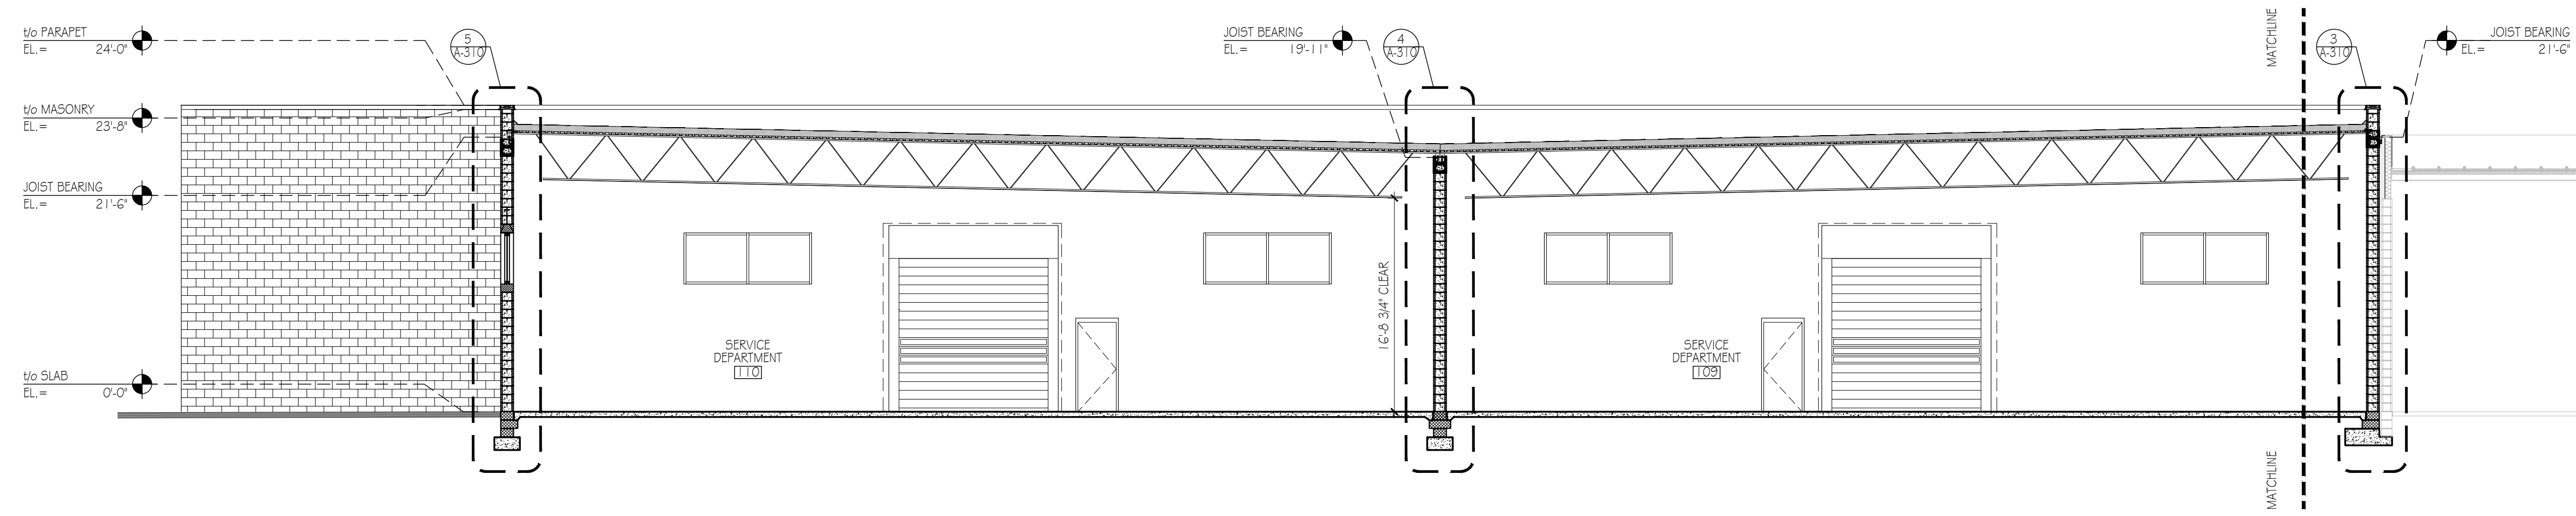 t/o PARAPET
EL.= 24'-0"
5
A-310
JOIST BEARING
EL.= 19'-11"
4
A-310
MATCHLINE
3
A-310
JOIST BEARING
EL.= 21'-6"
t/o MASONRY
EL.= 23'-8"
JOIST BEARING
EL.= 21'-6"
16'-8 3/4" CLEAR
SERVICE
DEPARTMENT
110
SERVICE
DEPARTMENT
109
t/o SLAB
EL.= 0'-0"
MATCHLINE